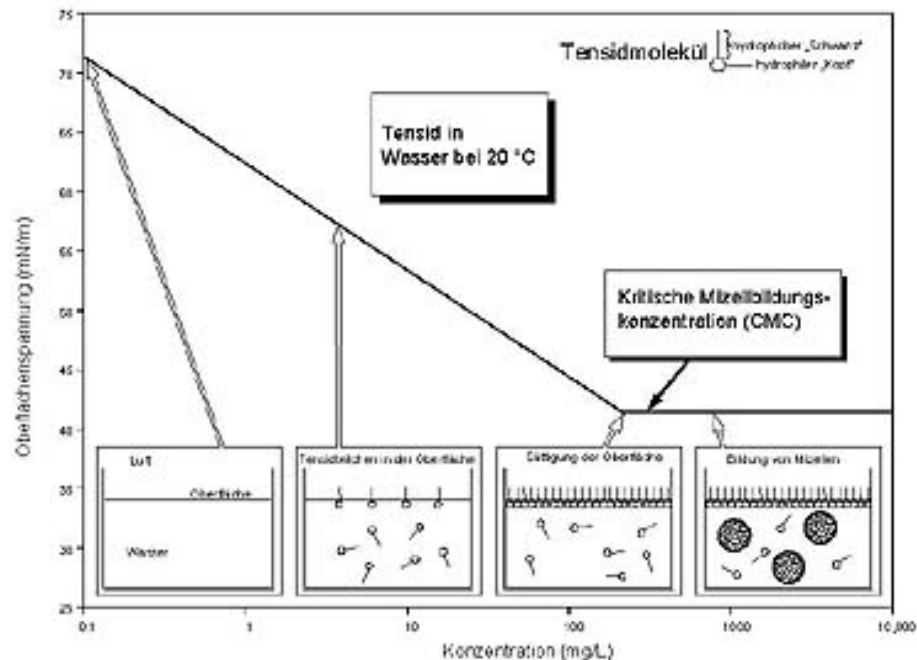 75
70
65
60
55
50
45
40
35
30
25
Oberflächenspannung (mN/m)
Tensidmolekül
hydrophober „Schwanz“
hydrophiler „Kopf“
Tensid in
Wasser bei 20 °C
Kritische Mizellbildungs-
konzentration (CMC)
Luft
Oberfläche
Wasser
Tensidteilchen in der Oberfläche
Sättigung der Oberfläche
Bildung von Mizellen
0.1
1
10
100
1000
10,000
Konzentration (mg/L)